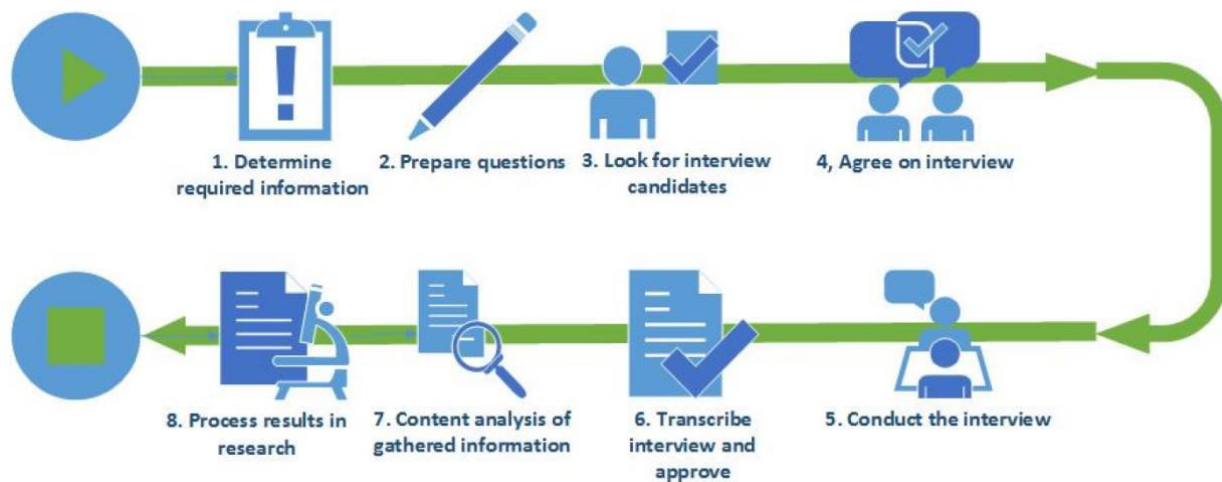 1. Determine
required information
2. Prepare questions
3. Look for interview
candidates
4, Agree on interview
5. Conduct the interview
6. Transcribe
interview and
approve
7. Content analysis of
gathered information
8. Process results in
research